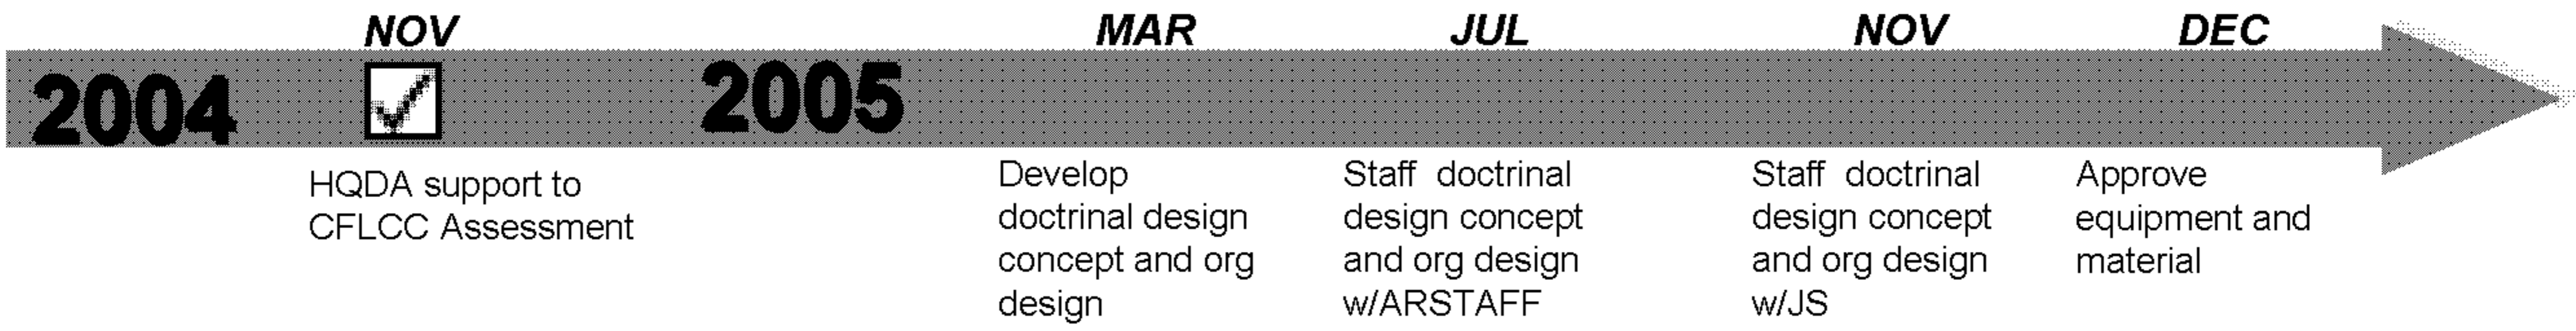 NOV
MAR
JUL
NOV
DEC
2004
2005
HQDA support to
CFLCC Assessment
Develop
doctrinal design
concept and org
design
Staff doctrinal
design concept
and org design
w/ARSTAFF
Staff doctrinal
design concept
and org design
w/JS
Approve
equipment and
material